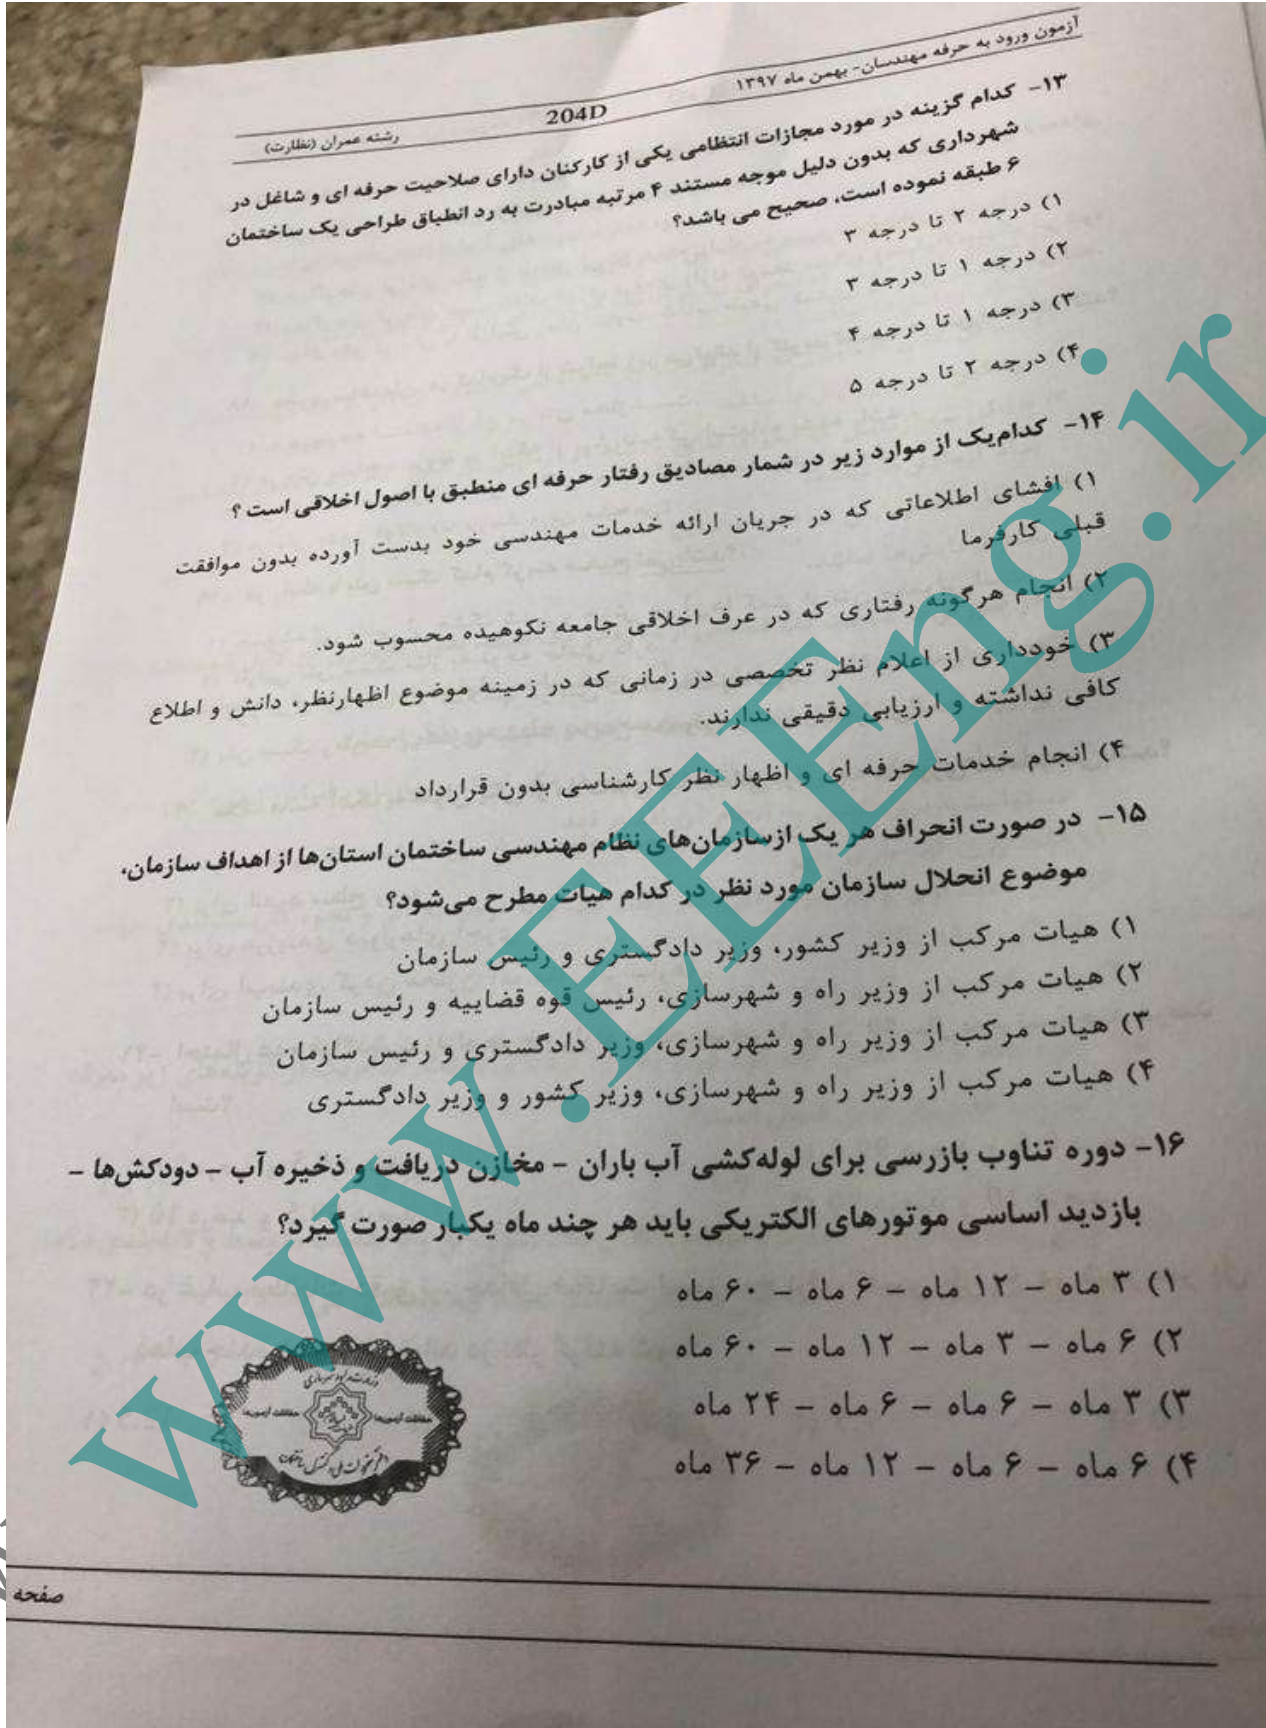 آزمون ورود به حرفه مهندسان- بهمن ماه ۱۳۹۷
204D
رشته عمران (نظارت)
۱۳- کدام گزینه در مورد مجازات انتظامی یکی از کارکنان دارای صلاحیت حرفه ای و شاغل در
شهرداری که بدون دلیل موجه مستند ۴ مرتبه مبادرت به رد انطباق طراحی یک ساختمان
۶ طبقه نموده است، صحیح می باشد؟
۱) درجه ۲ تا درجه ۳
۲) درجه ۱ تا درجه ۳
۳) درجه ۱ تا درجه ۴
۴) درجه ۲ تا درجه ۵
۱۴- کدام‌یک از موارد زیر در شمار مصادیق رفتار حرفه ای منطبق با اصول اخلاقی است ؟
۱) افشای اطلاعاتی که در جریان ارائه خدمات مهندسی خود بدست آورده بدون موافقت
قبلی کارفرما
۲) انجام هرگونه رفتاری که در عرف اخلاقی جامعه نکوهیده محسوب شود.
۳) خودداری از اعلام نظر تخصصی در زمانی که در زمینه موضوع اظهارنظر، دانش و اطلاع
کافی نداشته و ارزیابی دقیقی ندارند.
۴) انجام خدمات حرفه ای و اظهار نظر کارشناسی بدون قرارداد
۱۵- در صورت انحراف هر یک ازسازمان‌های نظام مهندسی ساختمان استان‌ها از اهداف سازمان،
موضوع انحلال سازمان مورد نظر در کدام هیات مطرح می‌شود؟
۱) هیات مرکب از وزیر کشور، وزیر دادگستری و رئیس سازمان
۲) هیات مرکب از وزیر راه و شهرسازی، رئیس قوه قضاییه و رئیس سازمان
۳) هیات مرکب از وزیر راه و شهرسازی، وزیر دادگستری و رئیس سازمان
۴) هیات مرکب از وزیر راه و شهرسازی، وزیر کشور و وزیر دادگستری
۱۶- دوره تناوب بازرسی برای لوله‌کشی آب باران - مخازن دریافت و ذخیره آب - دودکش‌ها -
بازدید اساسی موتورهای الکتریکی باید هر چند ماه یکبار صورت گیرد؟
۱) ۳ ماه - ۱۲ ماه - ۶ ماه - ۶۰ ماه
۲) ۶ ماه - ۳ ماه - ۱۲ ماه - ۶۰ ماه
۳) ۳ ماه - ۶ ماه - ۶ ماه - ۲۴ ماه
۴) ۶ ماه - ۶ ماه - ۱۲ ماه - ۳۶ ماه
صفحه
www.EEEng.ir